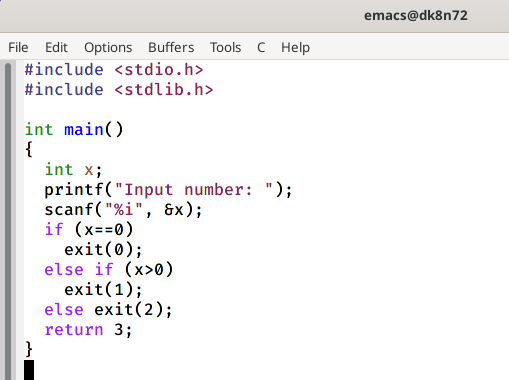 emacs@dk8n72
File Edit Options Buffers Tools C Help
#include <stdio.h>
#include <stdlib.h>

int main()
{
  int x;
  printf("Input number: ");
  scanf("%i", &x);
  if (x==0)
    exit(0);
  else if (x>0)
    exit(1);
  else exit(2);
  return 3;
}